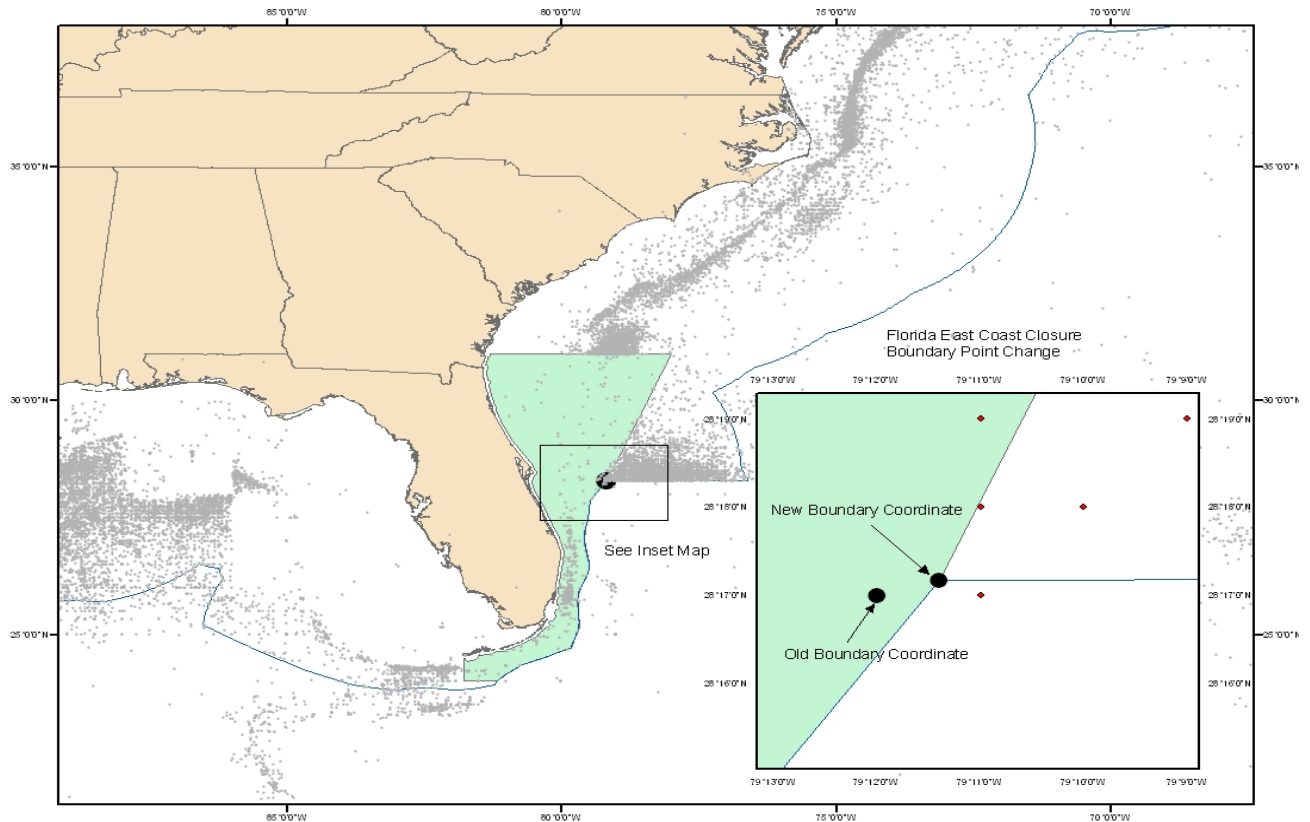 85°0'0"W 80°0'0"W 75°0'0"W 70°0'0"W
35°0'0"N 35°0'0"N
Florida East Coast Closure
Boundary Point Change
79°13'0"W 79°12'0"W 79°11'0"W 79°10'0"W 79°9'0"W
30°0'0"N 30°0'0"N
28°19'0"N 28°19'0"N
28°18'0"N New Boundary Coordinate 28°18'0"N
See Inset Map
28°17'0"N 28°17'0"N
25°0'0"N 25°0'0"N
Old Boundary Coordinate
28°16'0"N 28°16'0"N
79°13'0"W 79°12'0"W 79°11'0"W 79°10'0"W 79°9'0"W
85°0'0"W 80°0'0"W 75°0'0"W 70°0'0"W